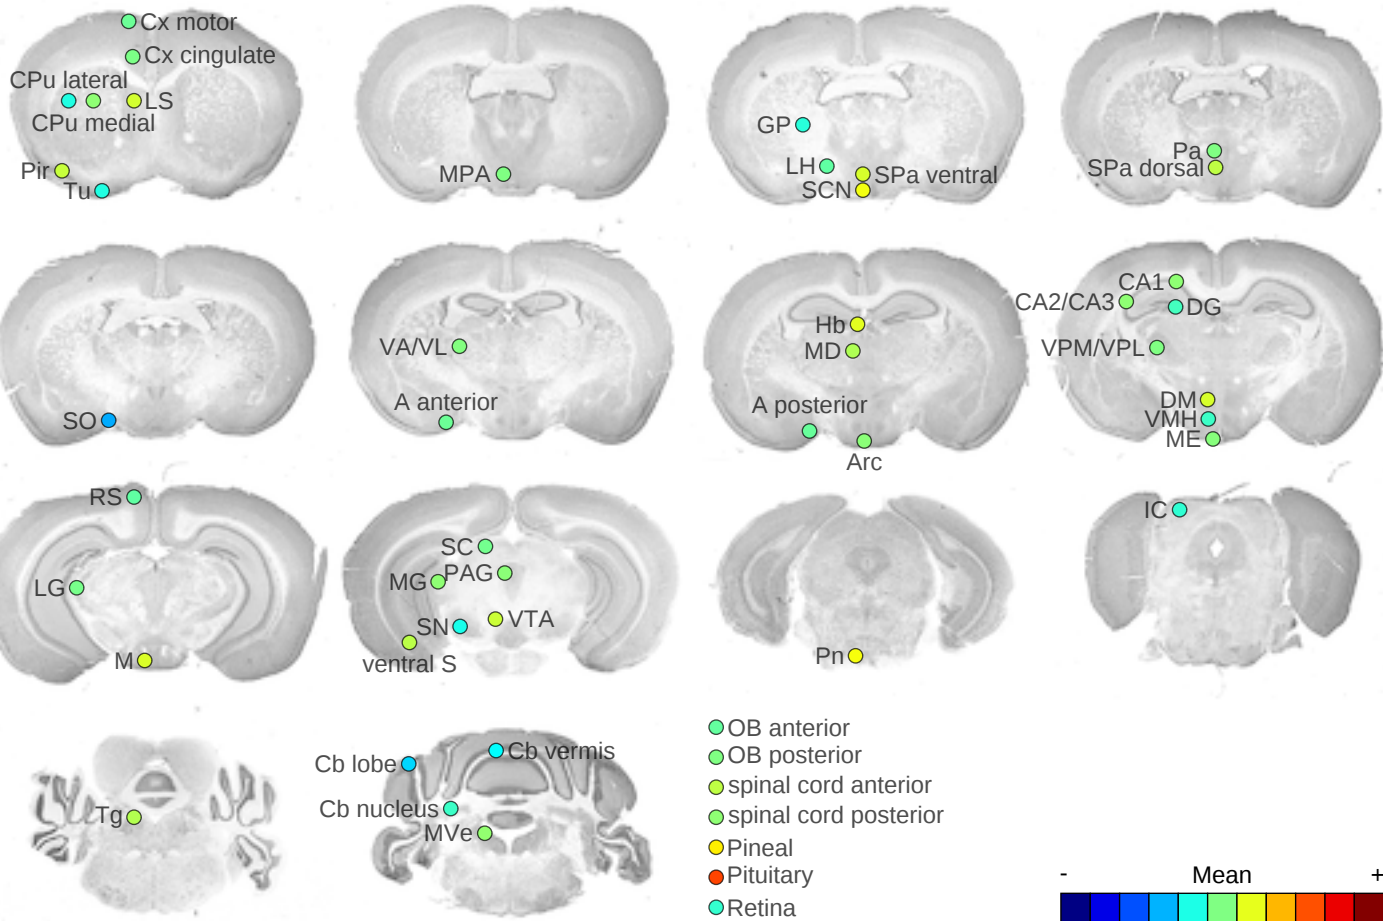 Cx motor
Cx cingulate
CPu lateral
LS
CPu medial
Pir
Tu
MPA
GP
LH
SPa ventral
SCN
Pa
SPa dorsal
SO
VA/VL
A anterior
Hb
MD
A posterior
Arc
CA1
CA2/CA3
DG
VPM/VPL
DM
VMH
ME
RS
LG
M
SC
MG
PAG
SN
VTA
ventral S
Pn
IC
Tg
Cb lobe
Cb vermis
Cb nucleus
MVe
OB anterior
OB posterior
spinal cord anterior
spinal cord posterior
Pineal
Pituitary
Retina
- Mean +